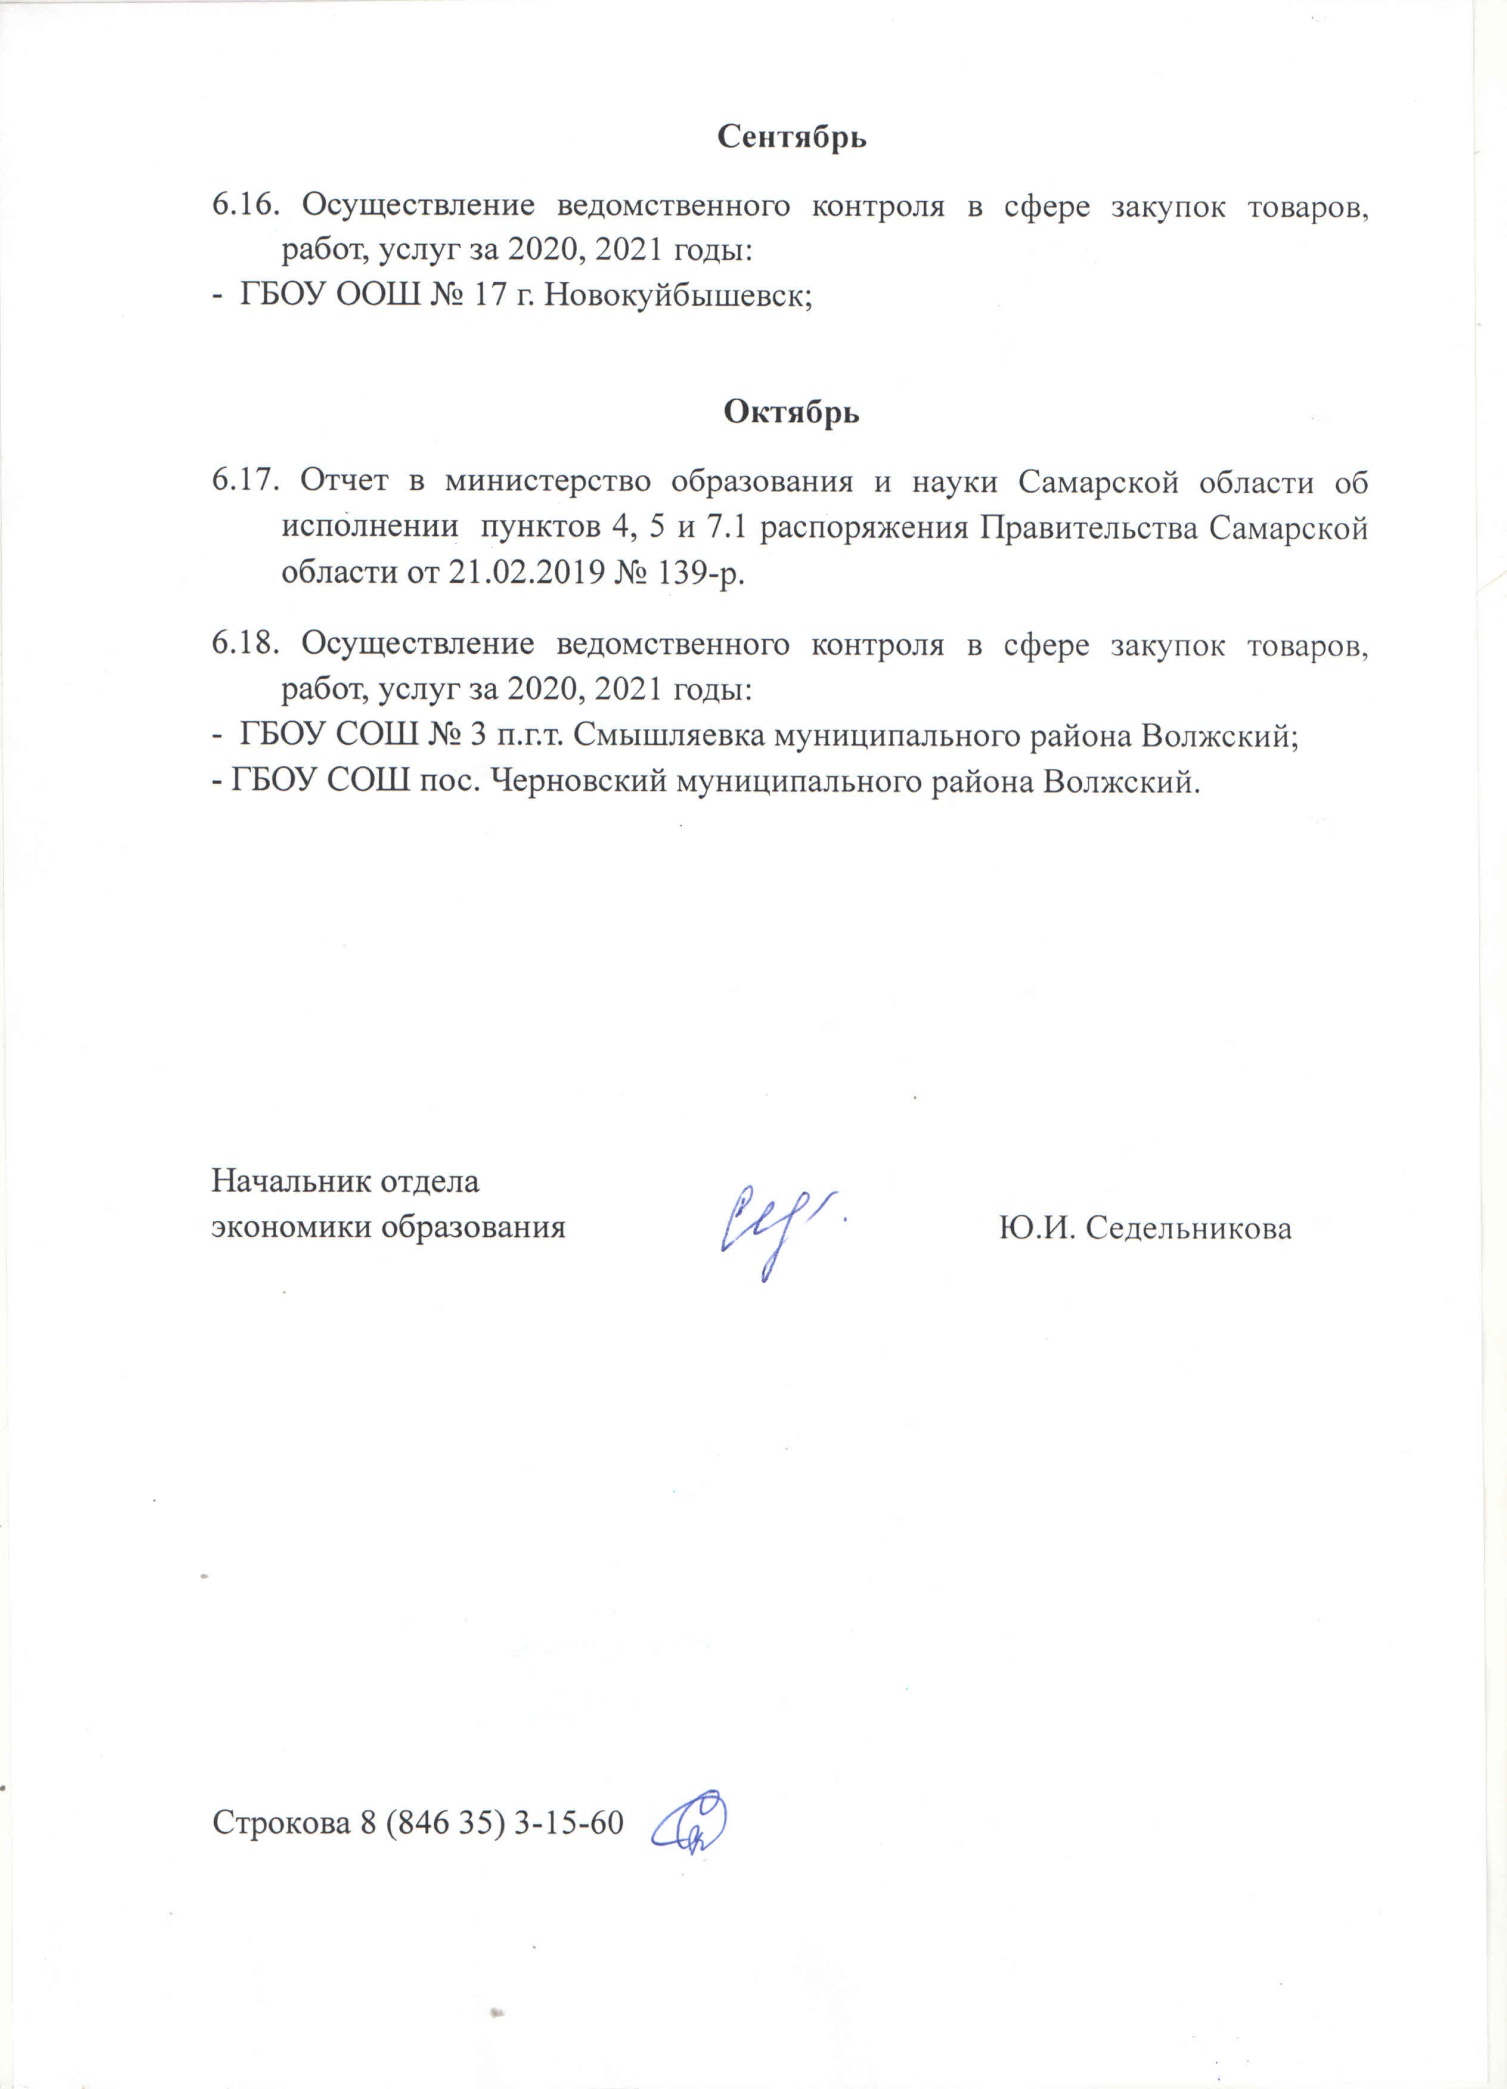 Сентябрь
6.16. Осуществление ведомственного контроля в сфере закупок товаров,
работ, услуг за 2020, 2021 годы:
- ГБОУ ООШ № 17 г. Новокуйбышевск;
Октябрь
6.17. Отчет в министерство образования и науки Самарской области об
исполнении пунктов 4, 5 и 7.1 распоряжения Правительства Самарской
области от 21.02.2019 № 139-р.
6.18. Осуществление ведомственного контроля в сфере закупок товаров,
работ, услуг за 2020, 2021 годы:
- ГБОУ СОШ № 3 п.г.т. Смышляевка муниципального района Волжский;
- ГБОУ СОШ пос. Черновский муниципального района Волжский.
Начальник отдела
экономики образования Ю.И. Седельникова
Строкова 8 (846 35) 3-15-60